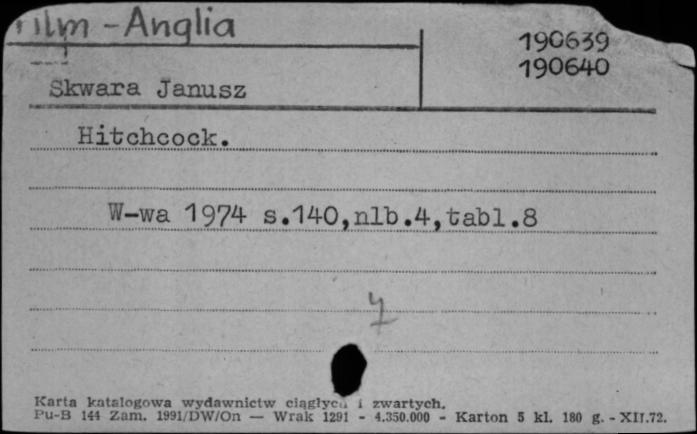 Film - Anglia
190639
190640
Skwara Janusz
Hitchcock.
W-wa 1974 s.140,nlb.4,tabl.8
Karta katalogowa wydawnictw ciągłych i zwartych.
Pu-B 144 Zam. 1991/DW/On — Wrak 1291 - 4.350.000 - Karton 5 kl. 180 g. - XII.72.